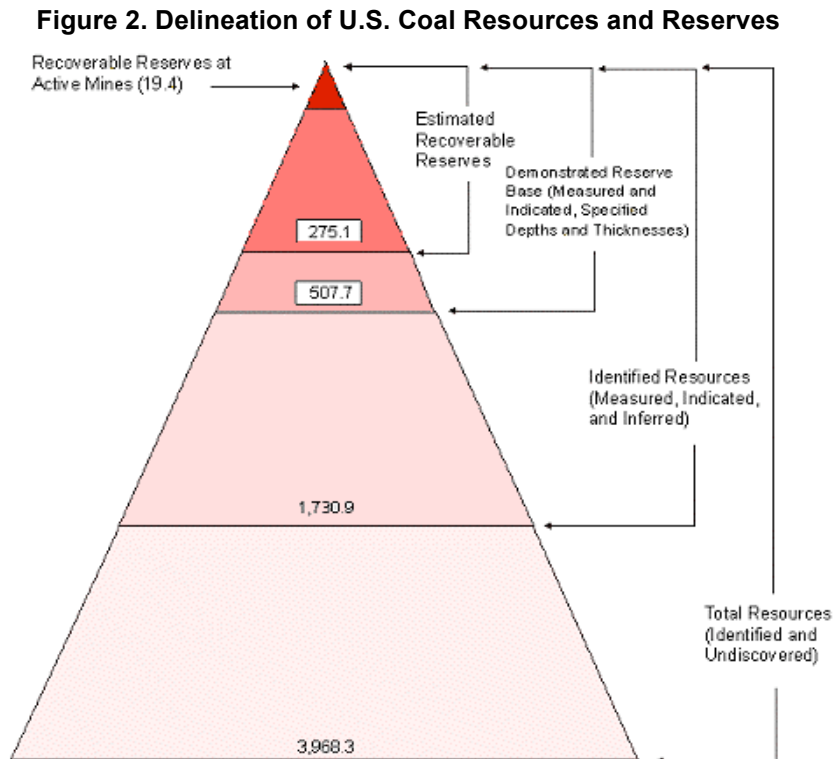 Figure 2. Delineation of U.S. Coal Resources and Reserves
Recoverable Reserves at
Active Mines (19.4)
Estimated
Recoverable
Reserves
Demonstrated Reserve
Base (Measured and
Indicated, Specified
Depths and Thicknesses)
275.1
507.7
Identified Resources
(Measured, Indicated,
and Inferred)
1,730.9
Total Resources
(Identified and
Undiscovered)
3,968.3